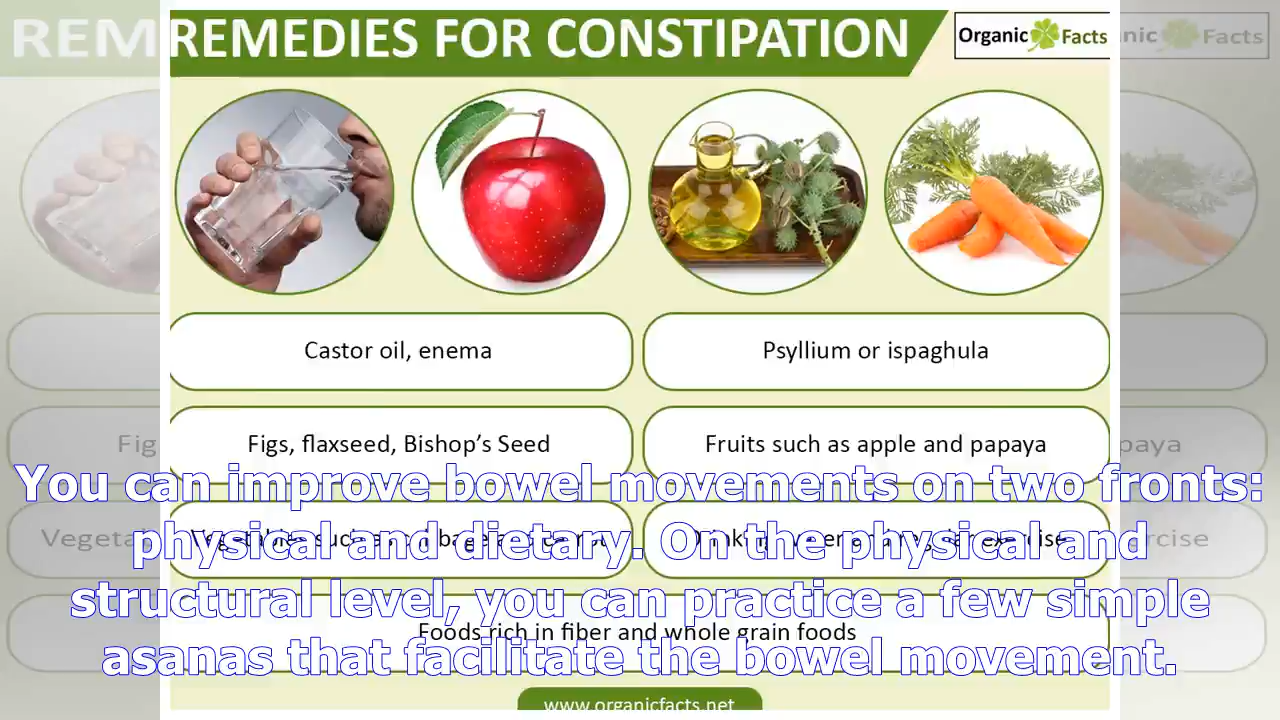 REMEDIES FOR CONSTIPATION
Organic Facts
Castor oil, enema
Psyllium or ispaghula
Figs, flaxseed, Bishop's Seed
Fruits such as apple and papaya
You can improve bowel movements on two fronts:
physical and dietary. On the physical and
structural level, you can practice a few simple
asanas that facilitate the bowel movement.
Foods rich in fiber and whole grain foods
www.organicfacts.net